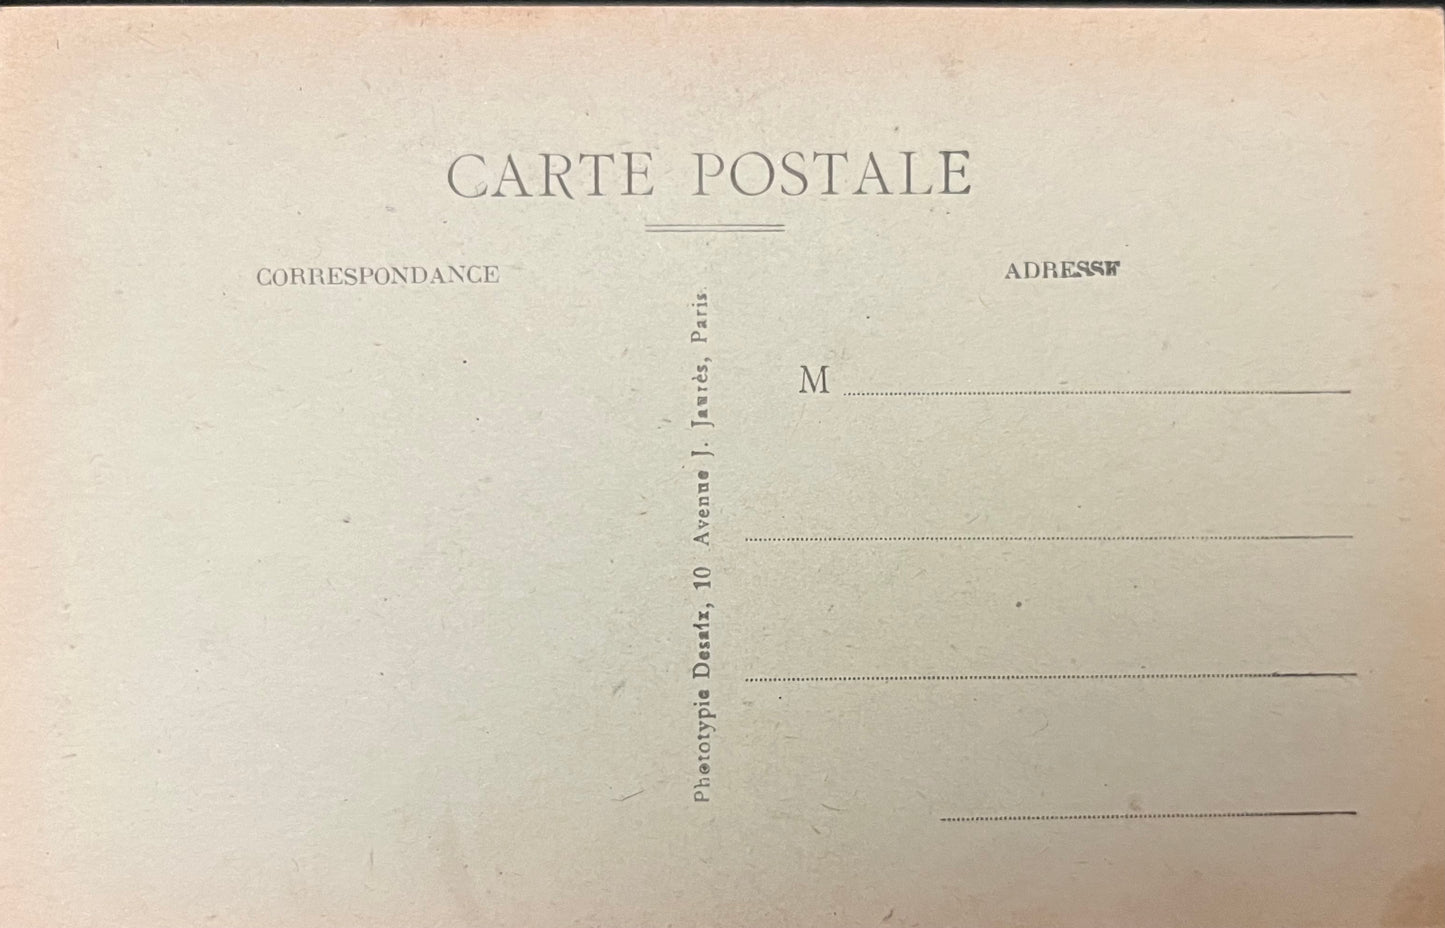 CARTE POSTALE
CORRESPONDANCE
ADRESSE
Phototypie Desaix, 10 Avenue J. Jaurès, Paris.
M